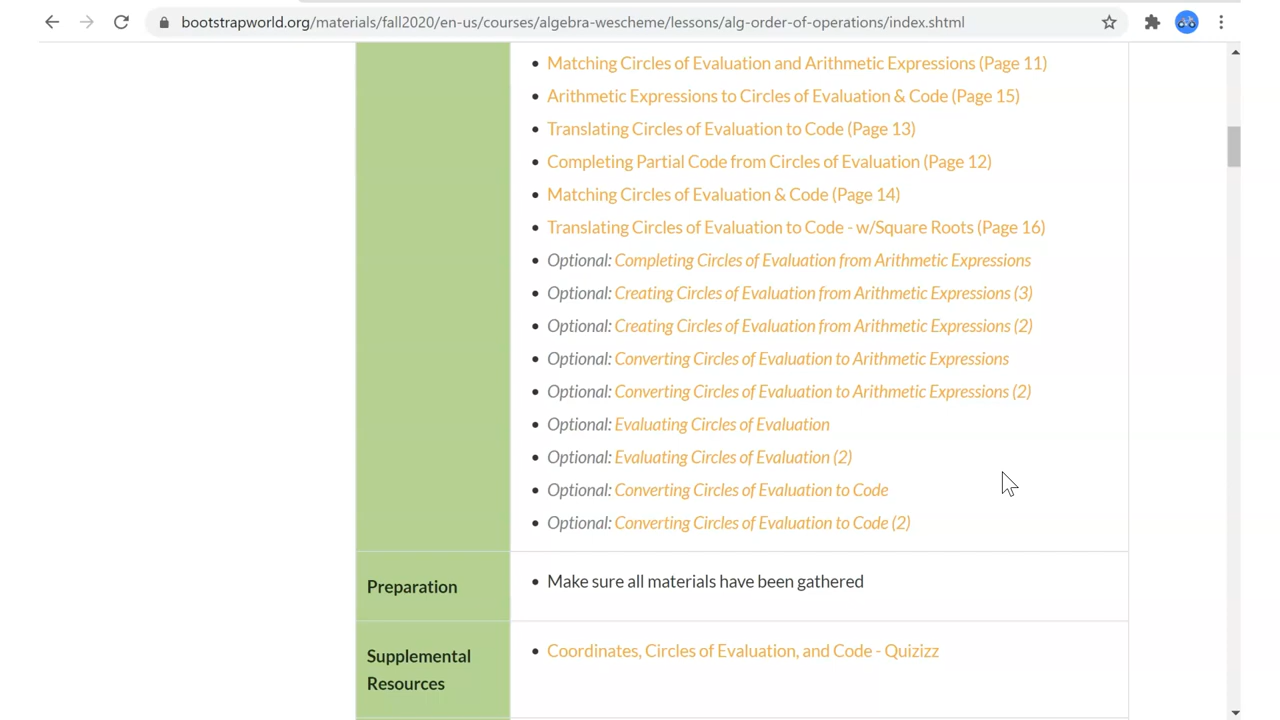 bootstrapworld.org/materials/fall2020/en-us/courses/algebra-wescheme/lessons/alg-order-of-operations/index.shtml
Matching Circles of Evaluation and Arithmetic Expressions (Page 11)
Arithmetic Expressions to Circles of Evaluation & Code (Page 15)
Translating Circles of Evaluation to Code (Page 13)
Completing Partial Code from Circles of Evaluation (Page 12)
Matching Circles of Evaluation & Code (Page 14)
Translating Circles of Evaluation to Code - w/Square Roots (Page 16)
Optional: Completing Circles of Evaluation from Arithmetic Expressions
Optional: Creating Circles of Evaluation from Arithmetic Expressions (3)
Optional: Creating Circles of Evaluation from Arithmetic Expressions (2)
Optional: Converting Circles of Evaluation to Arithmetic Expressions
Optional: Converting Circles of Evaluation to Arithmetic Expressions (2)
Optional: Evaluating Circles of Evaluation
Optional: Evaluating Circles of Evaluation (2)
Optional: Converting Circles of Evaluation to Code
Optional: Converting Circles of Evaluation to Code (2)
Preparation
Make sure all materials have been gathered
Supplemental
Resources
Coordinates, Circles of Evaluation, and Code - Quizizz